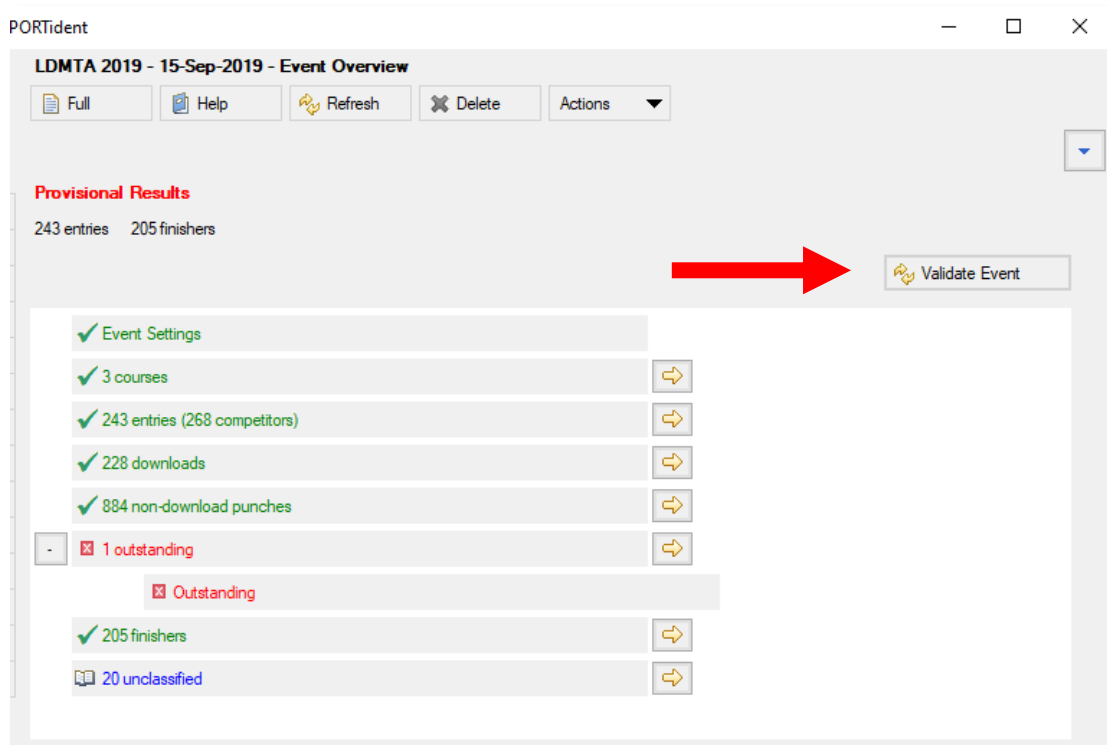 PORTident
LDMTA 2019 - 15-Sep-2019 - Event Overview
Full Help Refresh Delete Actions
Provisional Results
243 entries 205 finishers
Validate Event
Event Settings
3 courses
243 entries (268 competitors)
228 downloads
884 non-download punches
- 1 outstanding
Outstanding
205 finishers
20 unclassified